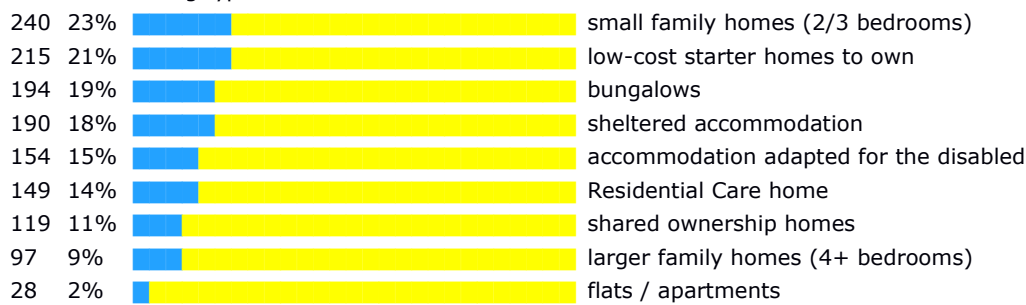 240 23% small family homes (2/3 bedrooms)
215 21% low-cost starter homes to own
194 19% bungalows
190 18% sheltered accommodation
154 15% accommodation adapted for the disabled
149 14% Residential Care home
119 11% shared ownership homes
97 9% larger family homes (4+ bedrooms)
28 2% flats / apartments